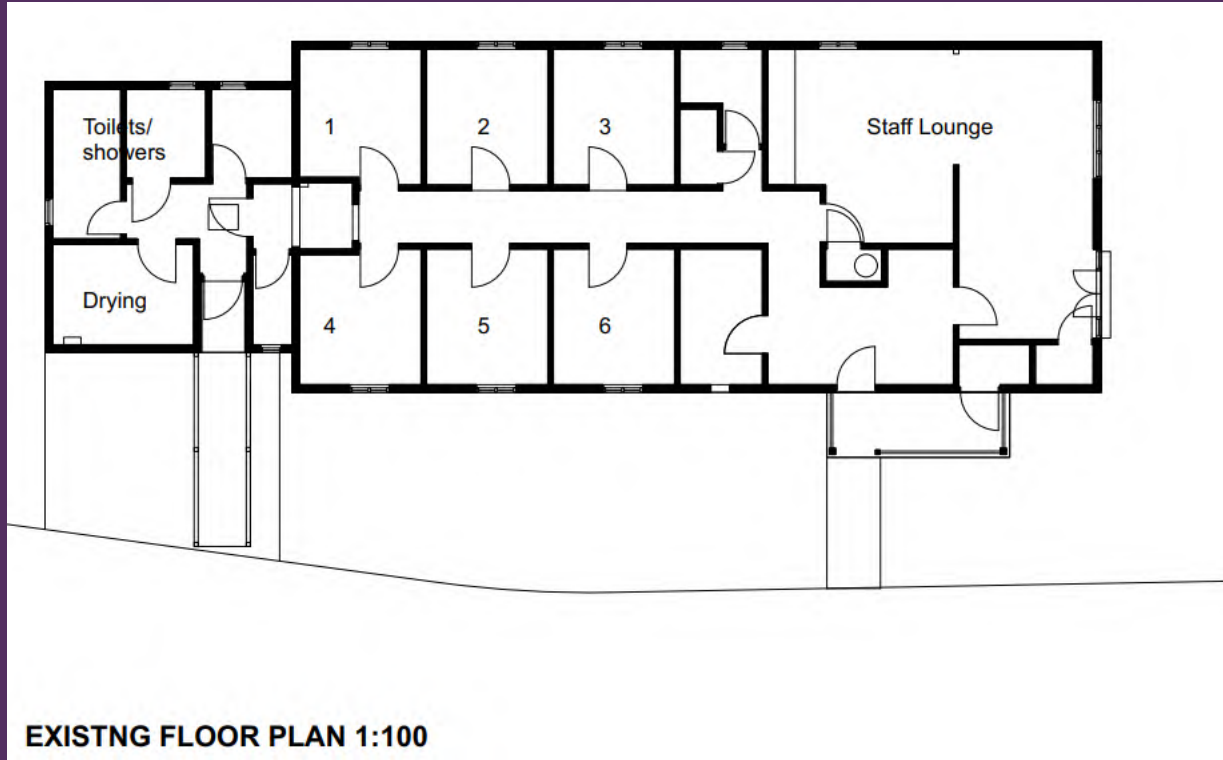 Toilets/
showers
1
2
3
Staff Lounge
Drying
4
5
6
EXISTNG FLOOR PLAN 1:100